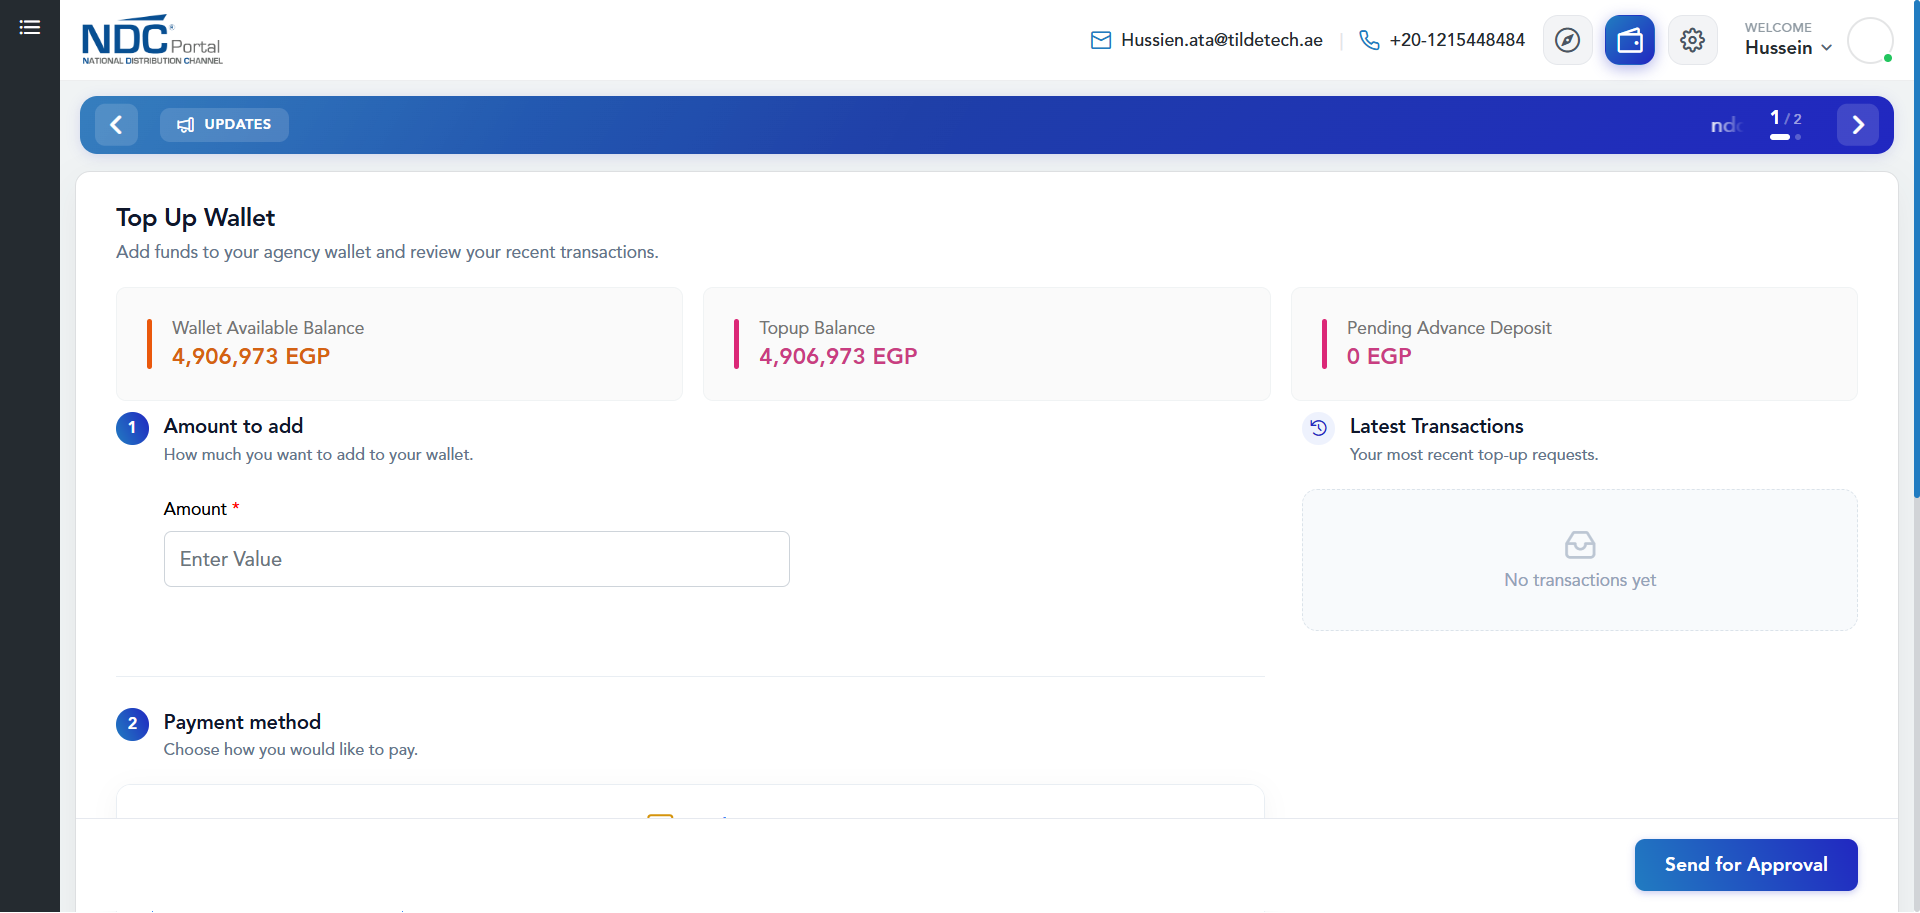 NDC® Portal
NATIONAL DISTRIBUTION CHANNEL
Hussien.ata@tildetech.ae
+20-1215448484
WELCOME
Hussein
UPDATES
1 / 2
Top Up Wallet
Add funds to your agency wallet and review your recent transactions.
Wallet Available Balance
4,906,973 EGP
Topup Balance
4,906,973 EGP
Pending Advance Deposit
0 EGP
1
Amount to add
How much you want to add to your wallet.
Amount *
Enter Value
Latest Transactions
Your most recent top-up requests.
No transactions yet
2
Payment method
Choose how you would like to pay.
Send for Approval